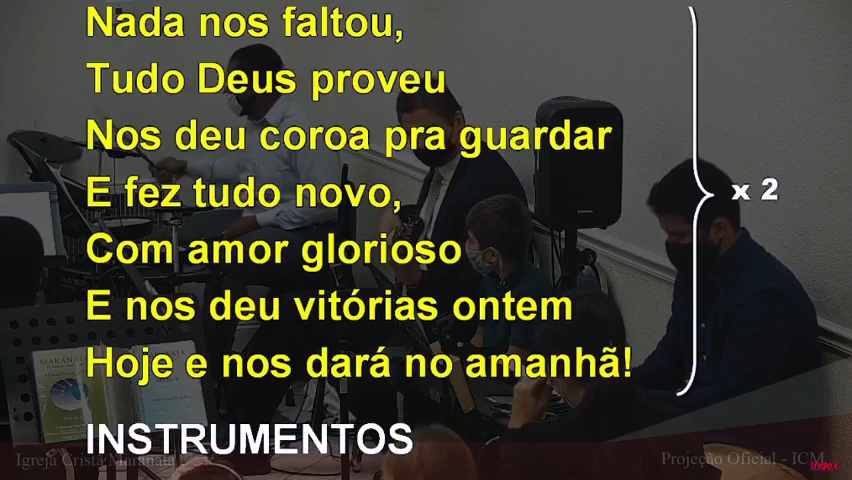 Nada nos faltou,
Tudo Deus proveu
Nos deu coroa pra guardar
E fez tudo novo,
x 2
Com amor glorioso
E nos deu vitórias ontem
Hoje e nos dará no amanhã!
INSTRUMENTOS
Igreja Cristã Maranata
Projeção Oficial - ICM
Index